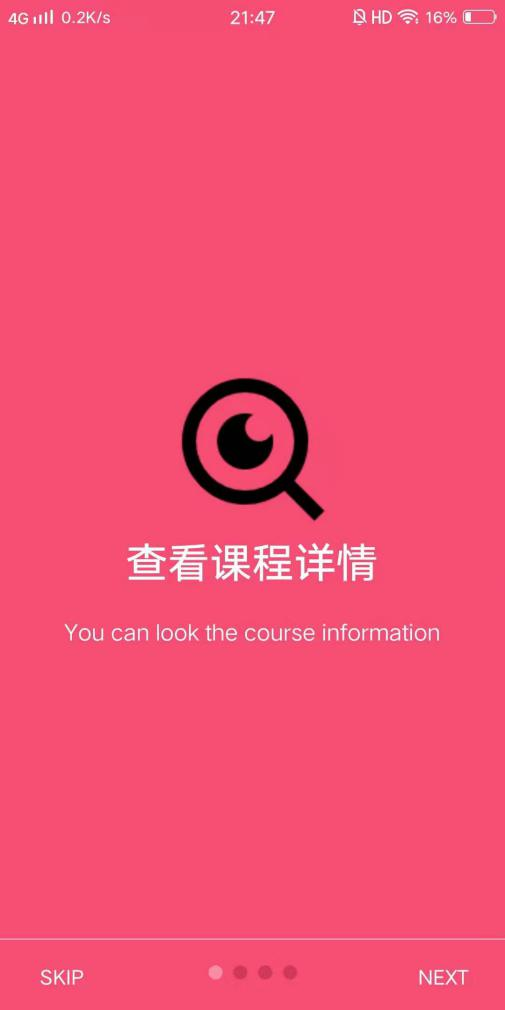 4G 0.2K/s 21:47 HD 16%
查看课程详情
You can look the course information
SKIP NEXT